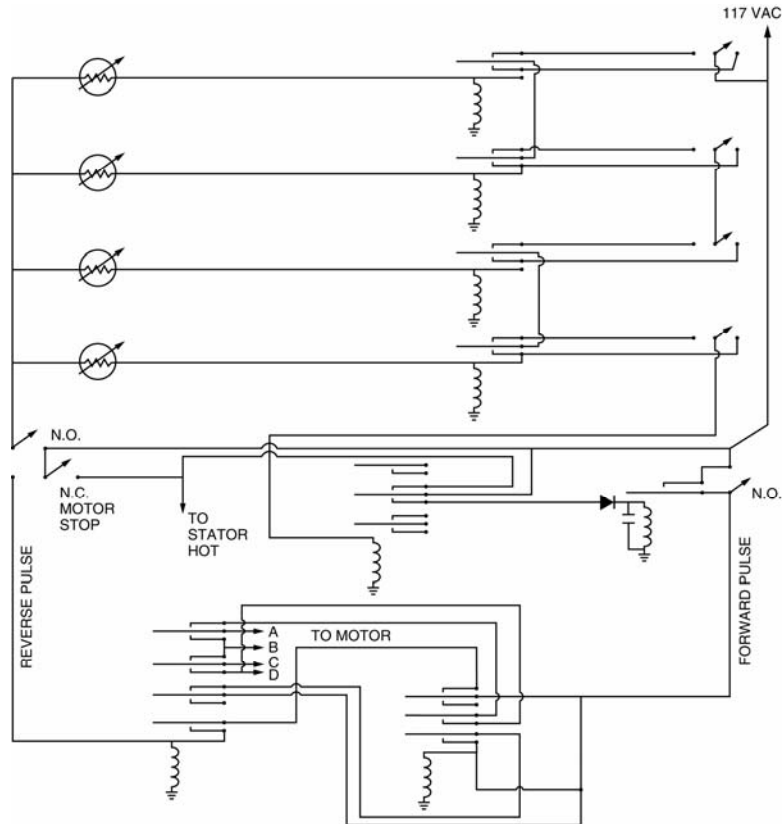 117 VAC
N.O.
N.C.
MOTOR
STOP
TO
STATOR
HOT
N.O.
REVERSE PULSE
FORWARD PULSE
A
TO MOTOR
B
C
D